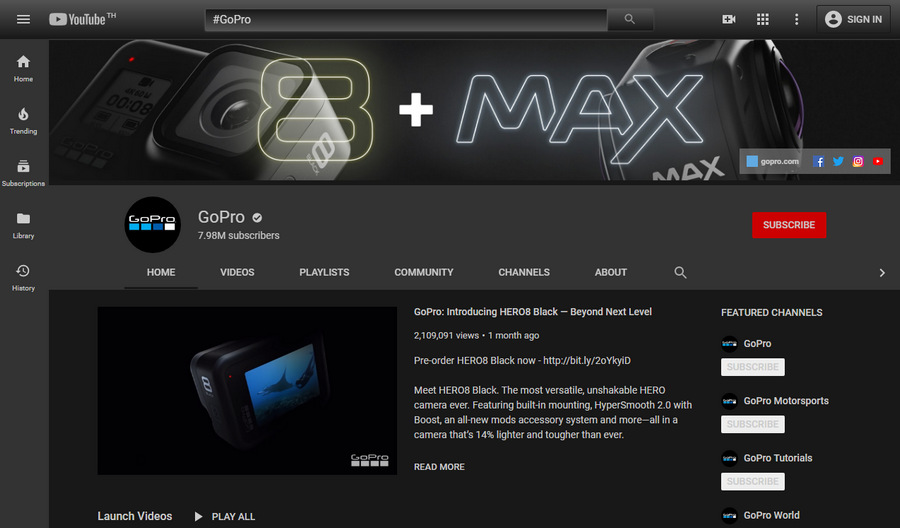 YouTube TH
#GoPro
SIGN IN
Home
Trending
Subscriptions
Library
History
8 + MAX
MAX
gopro.com
GoPro
GoPro
7.98M subscribers
SUBSCRIBE
HOME
VIDEOS
PLAYLISTS
COMMUNITY
CHANNELS
ABOUT
GoPro: Introducing HERO8 Black — Beyond Next Level
2,109,091 views • 1 month ago
Pre-order HERO8 Black now - http://bit.ly/2oYkyiD
Meet HERO8 Black. The most versatile, unshakable HERO
camera ever. Featuring built-in mounting, HyperSmooth 2.0 with
Boost, an all-new mods accessory system and more—all in a
camera that's 14% lighter and tougher than ever.
READ MORE
GoPro
FEATURED CHANNELS
GoPro
SUBSCRIBE
GoPro Motorsports
SUBSCRIBE
GoPro Tutorials
SUBSCRIBE
GoPro World
Launch Videos
PLAY ALL